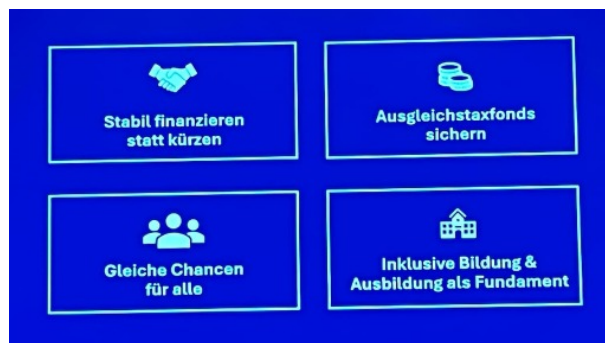 Stabil finanzieren
statt kürzen
Ausgleichstaxfonds
sichern
Gleiche Chancen
für alle
Inklusive Bildung &
Ausbildung als Fundament